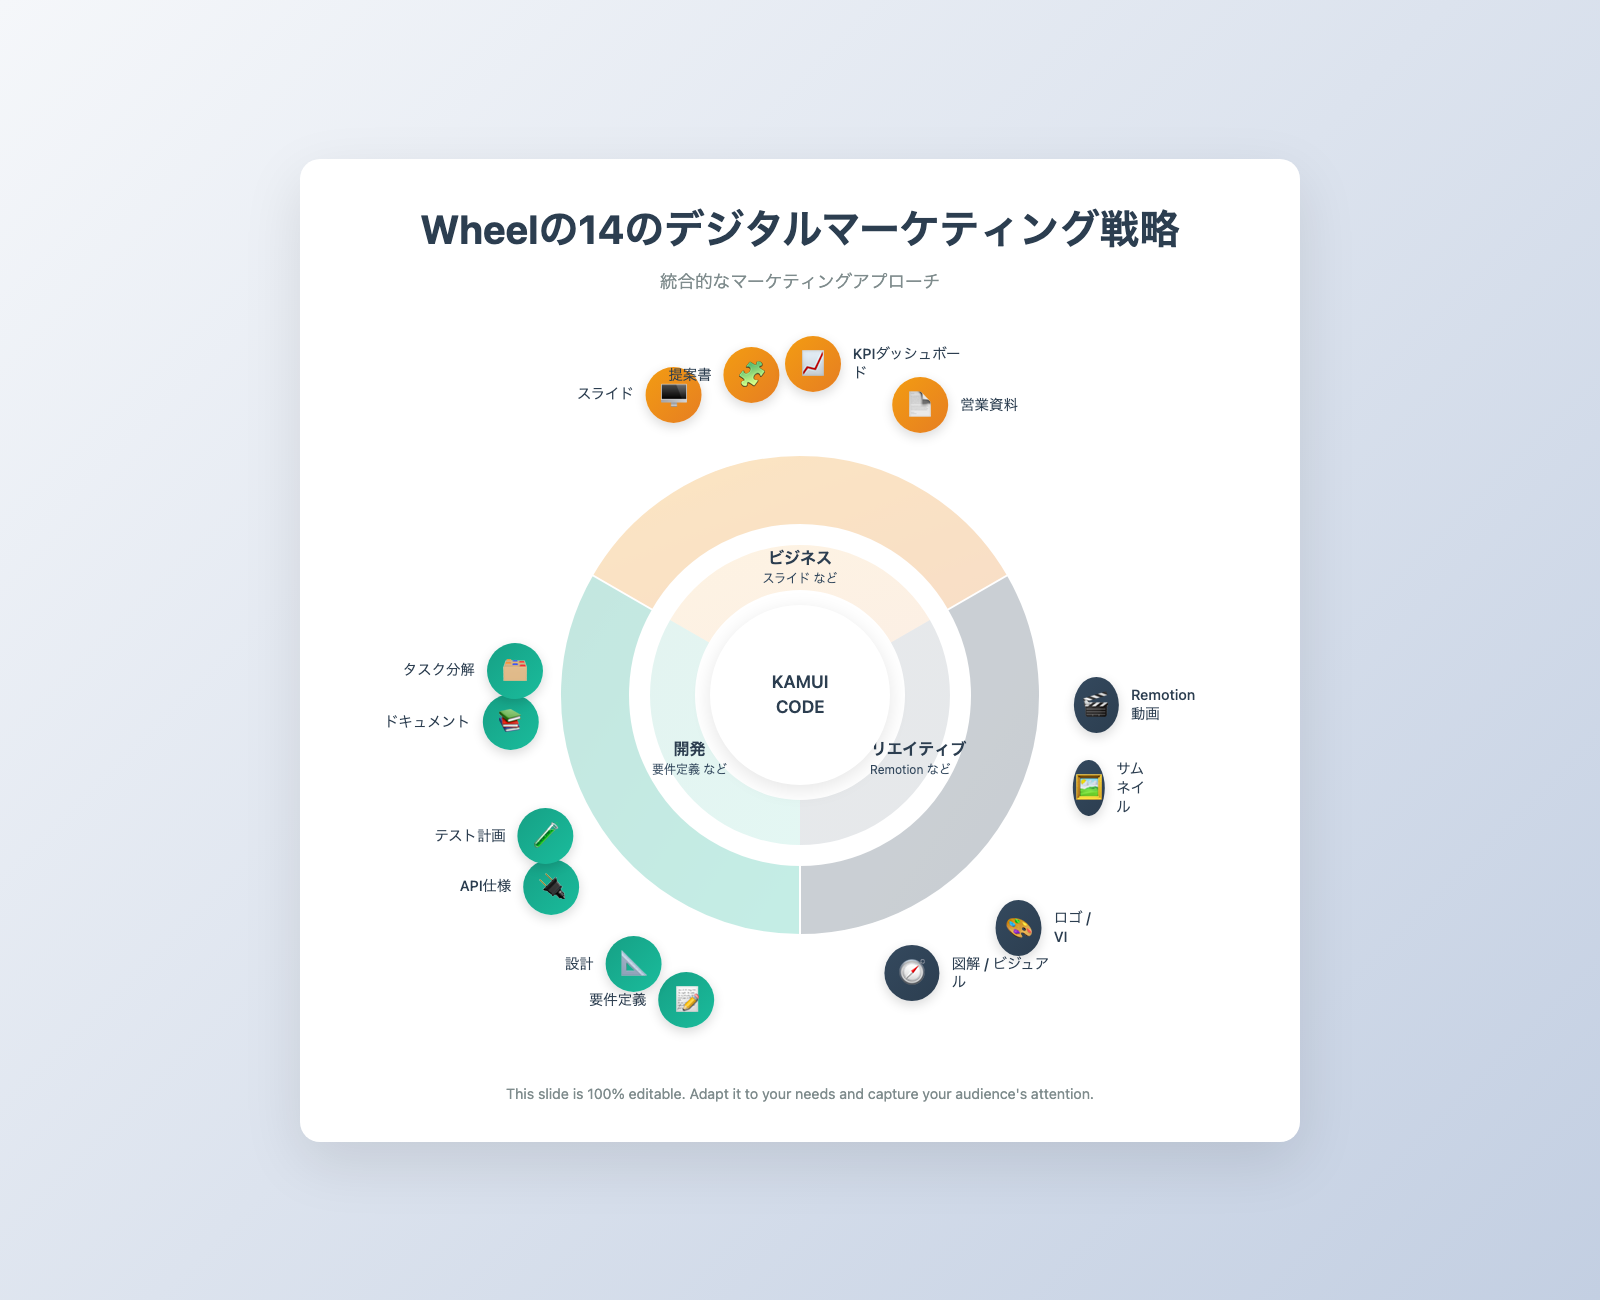 Wheelの14のデジタルマーケティング戦略
統合的なマーケティングアプローチ
スライド
提案書
KPIダッシュボー
ド
営業資料
ビジネス
スライド など
タスク分解
ドキュメント
KAMUI
CODE
開発
要件定義 など
リエイティブ
Remotion など
Remotion
動画
サム
ネイ
ル
テスト計画
API仕様
設計
要件定義
ロゴ /
VI
図解 / ビジュア
ル
This slide is 100% editable. Adapt it to your needs and capture your audience's attention.